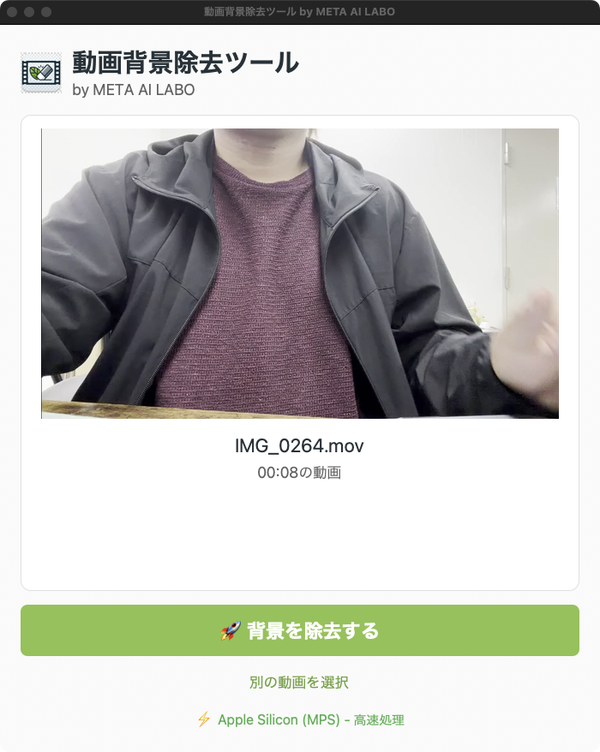 動画背景除去ツール by META AI LABO
動画背景除去ツール
by META AI LABO
IMG_0264.mov
00:08の動画
🚀 背景を除去する
別の動画を選択
⚡ Apple Silicon (MPS) - 高速処理